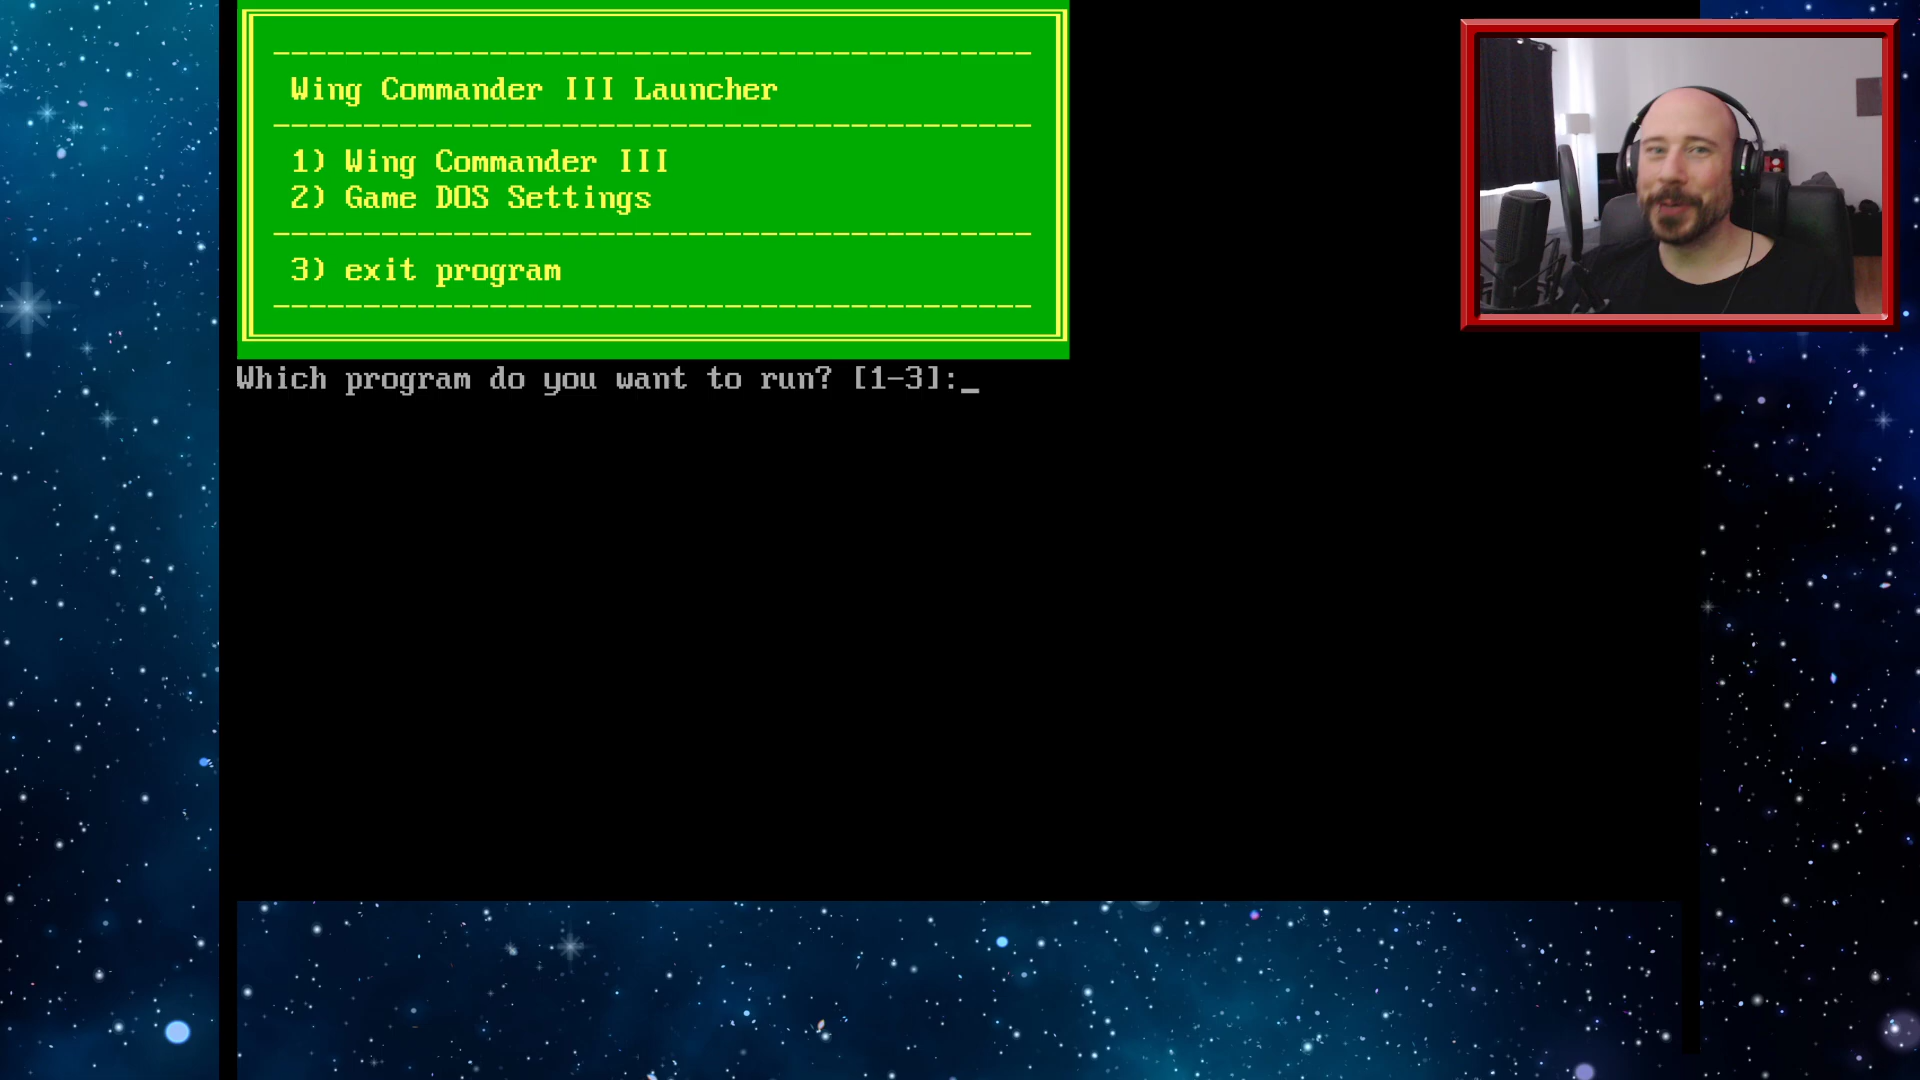 Wing Commander III Launcher
1) Wing Commander III
2) Game DOS Settings
3) exit program
Which program do you want to run? [1-3]:_